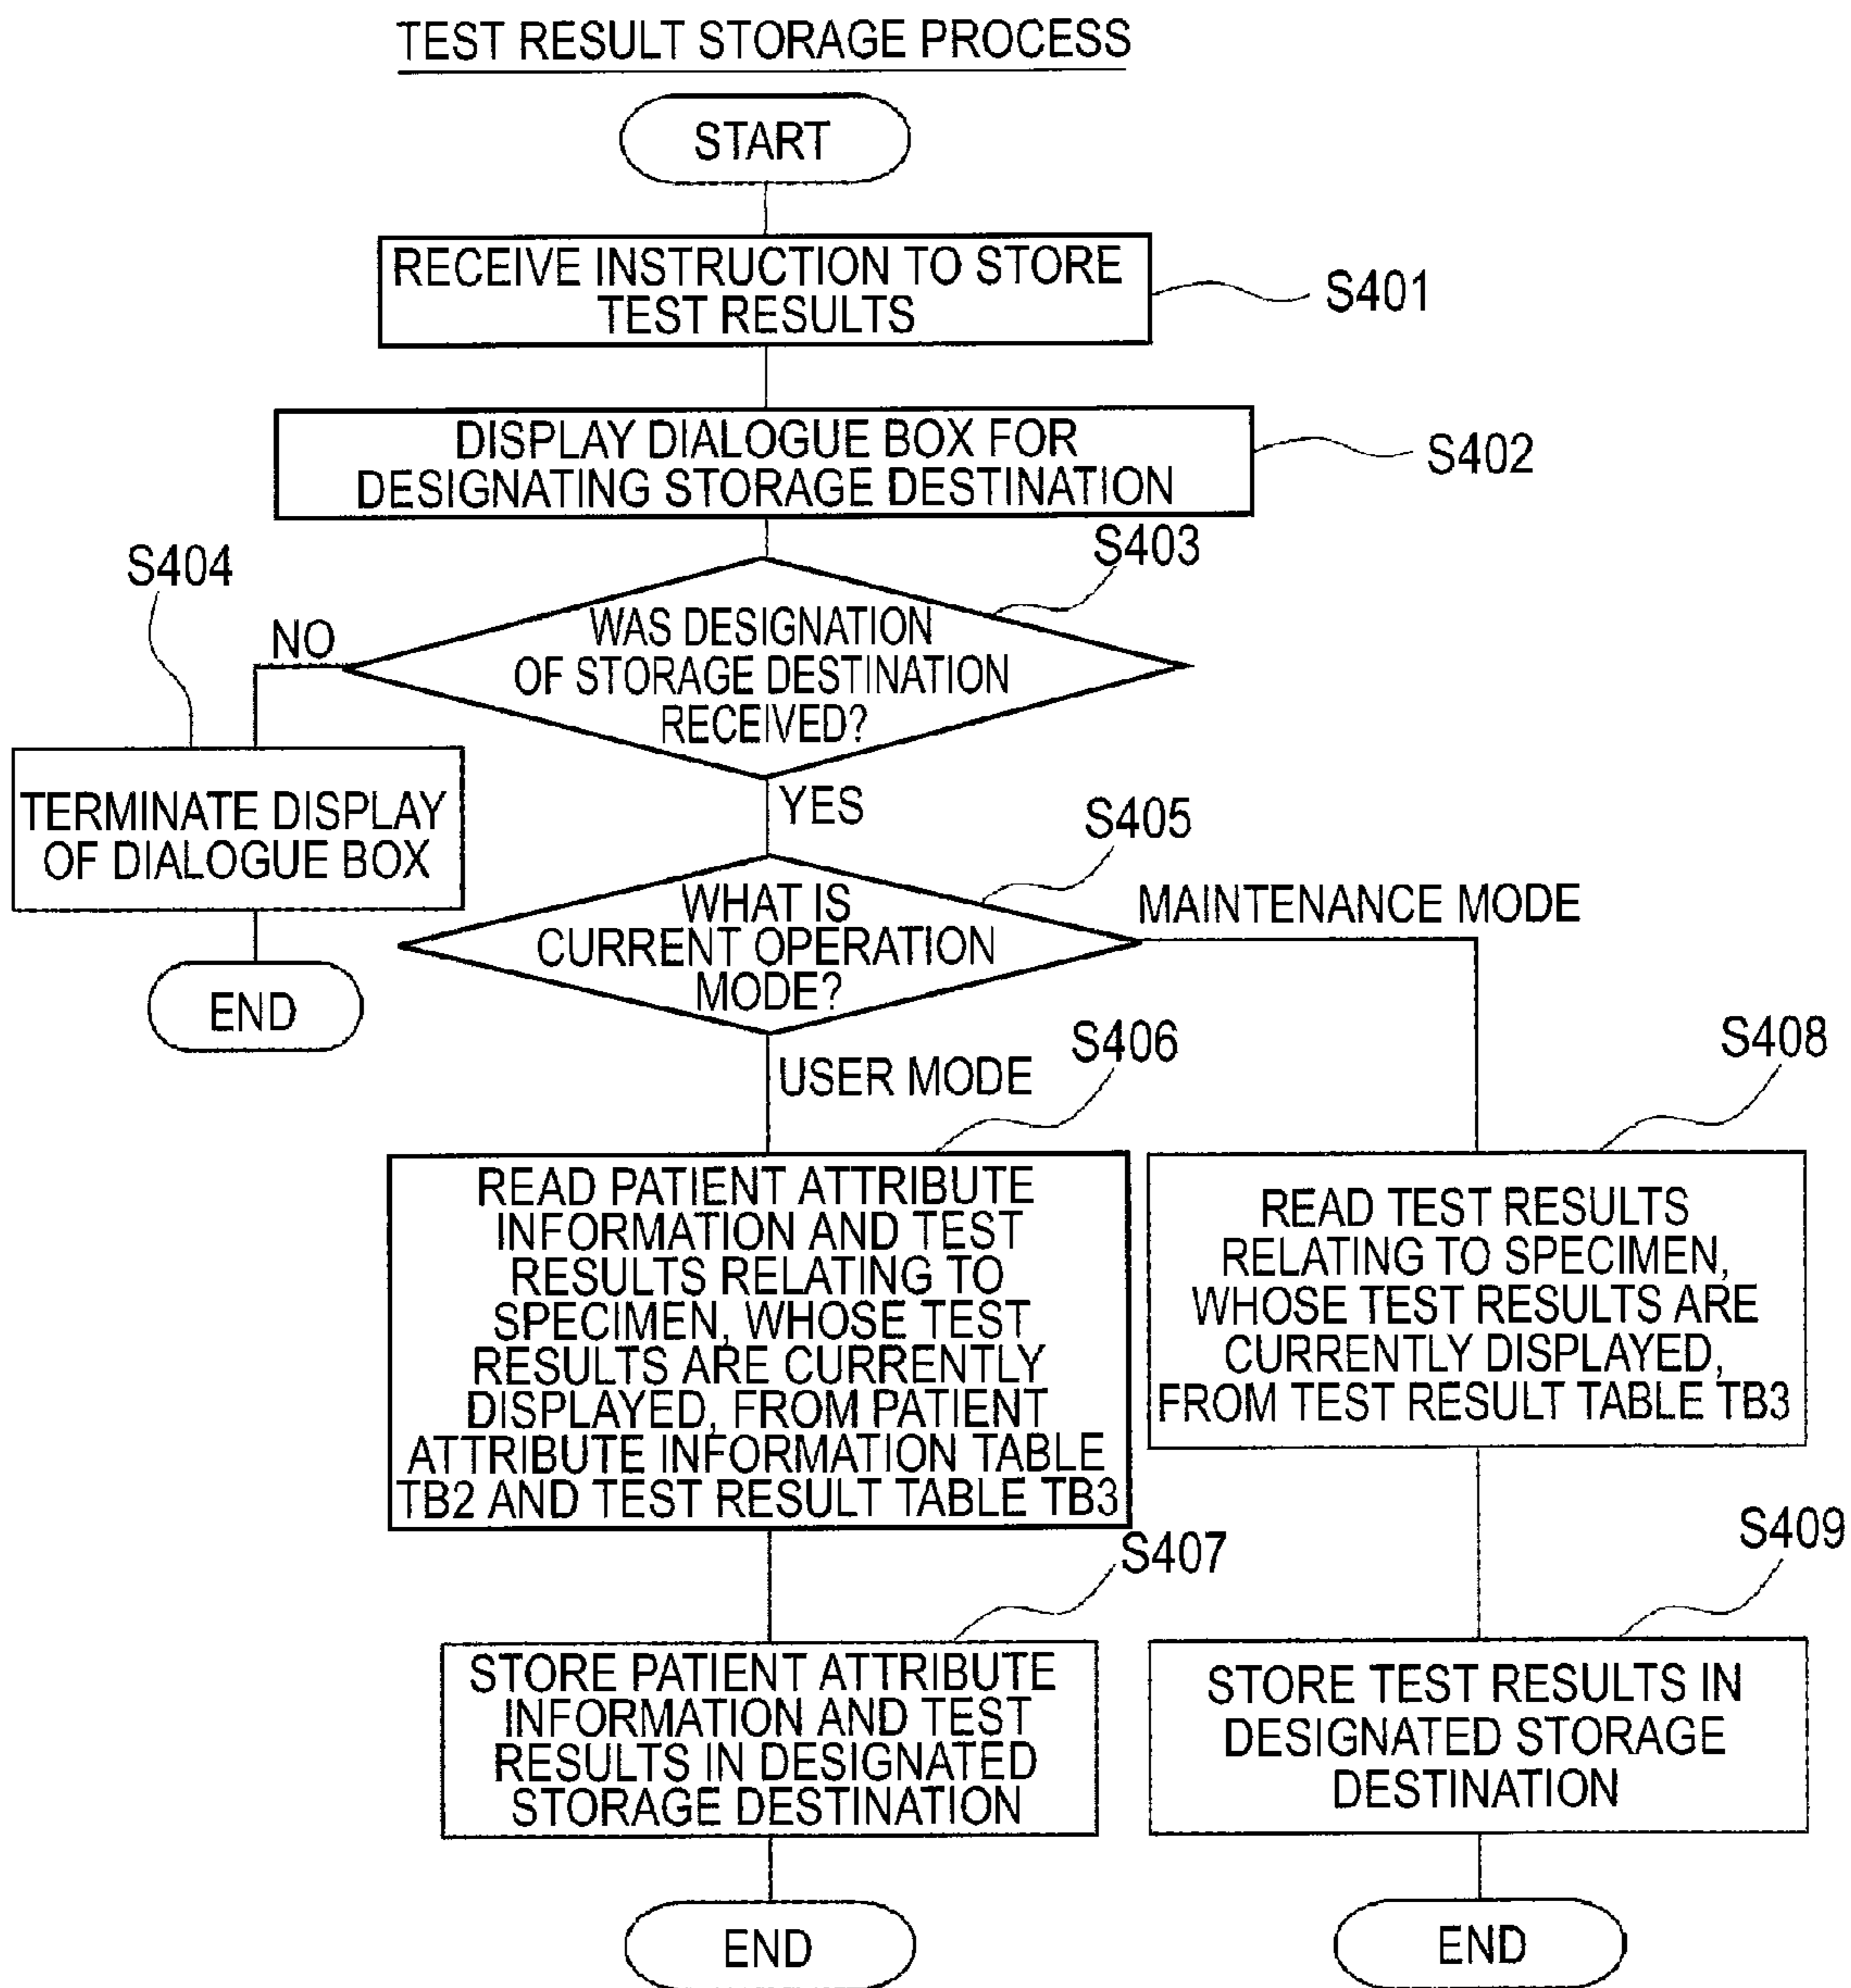 TEST RESULT STORAGE PROCESS
START
RECEIVE INSTRUCTION TO STORE
TEST RESULTS
S401
DISPLAY DIALOGUE BOX FOR
DESIGNATING STORAGE DESTINATION
S402
S403
WAS DESIGNATION
OF STORAGE DESTINATION
RECEIVED?
NO
S404
TERMINATE DISPLAY
OF DIALOGUE BOX
END
YES
S405
WHAT IS
CURRENT OPERATION
MODE?
MAINTENANCE MODE
USER MODE
S406
READ PATIENT ATTRIBUTE
INFORMATION AND TEST
RESULTS RELATING TO
SPECIMEN, WHOSE TEST
RESULTS ARE CURRENTLY
DISPLAYED, FROM PATIENT
ATTRIBUTE INFORMATION TABLE
TB2 AND TEST RESULT TABLE TB3
S407
STORE PATIENT ATTRIBUTE
INFORMATION AND TEST
RESULTS IN DESIGNATED
STORAGE DESTINATION
END
S408
READ TEST RESULTS
RELATING TO SPECIMEN,
WHOSE TEST RESULTS ARE
CURRENTLY DISPLAYED,
FROM TEST RESULT TABLE TB3
S409
STORE TEST RESULTS IN
DESIGNATED STORAGE
DESTINATION
END